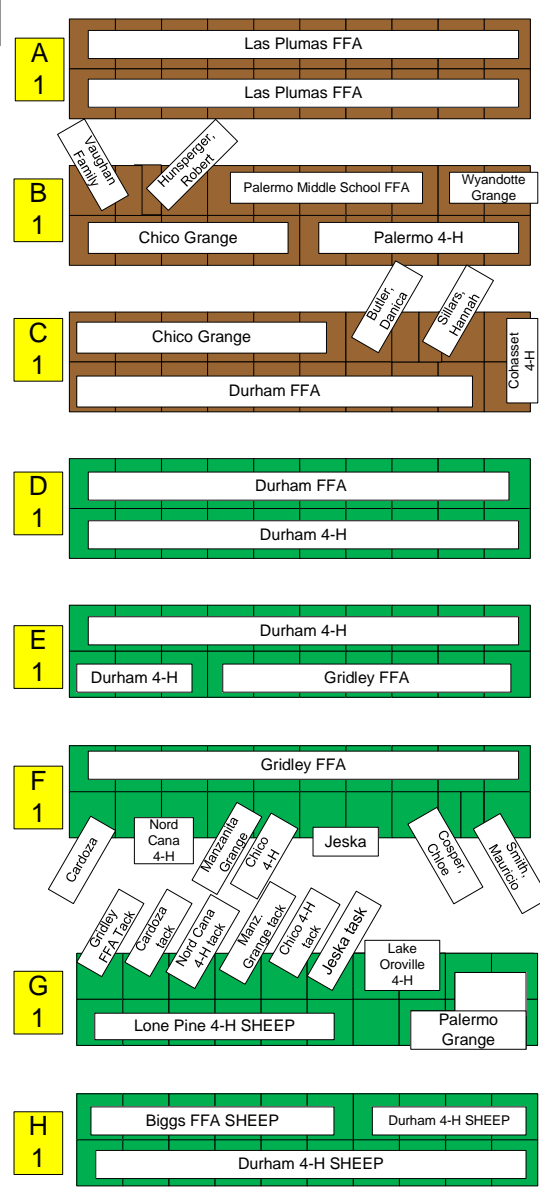 A
1
Las Plumas FFA
Las Plumas FFA
Vaughan
Family
Hunsperger,
Robert
B
1
Palermo Middle School FFA
Wyandotte
Grange
Chico Grange
Palermo 4-H
Butler,
Danica
Sillars,
Hannah
C
1
Chico Grange
Cohasset
4-H
Durham FFA
D
1
Durham FFA
Durham 4-H
E
1
Durham 4-H
Durham 4-H
Gridley FFA
F
1
Gridley FFA
Cardoza
Nord
Cana
4-H
Manzanita
Grange
Chico
4-H
Jeska
Cosper,
Chloe
Smith,
Mauricio
Gridley
FFA Tack
Cardoza
tack
Nord Cana
4-H tack
Manz.
Grange tack
Chico 4-H
tack
Jeska task
Lake
Oroville
4-H
G
1
Lone Pine 4-H SHEEP
Palermo
Grange
H
1
Biggs FFA SHEEP
Durham 4-H SHEEP
Durham 4-H SHEEP